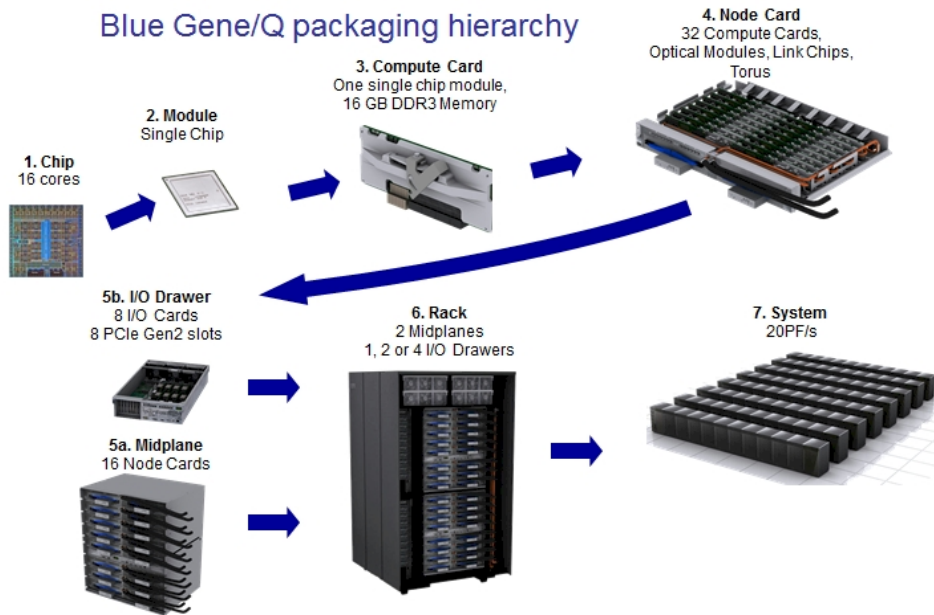 Blue Gene/Q packaging hierarchy
1. Chip
16 cores
2. Module
Single Chip
3. Compute Card
One single chip module,
16 GB DDR3 Memory
4. Node Card
32 Compute Cards,
Optical Modules, Link Chips,
Torus
5b. I/O Drawer
8 I/O Cards
8 PCIe Gen2 slots
5a. Midplane
16 Node Cards
6. Rack
2 Midplanes
1, 2 or 4 I/O Drawers
7. System
20PF/s